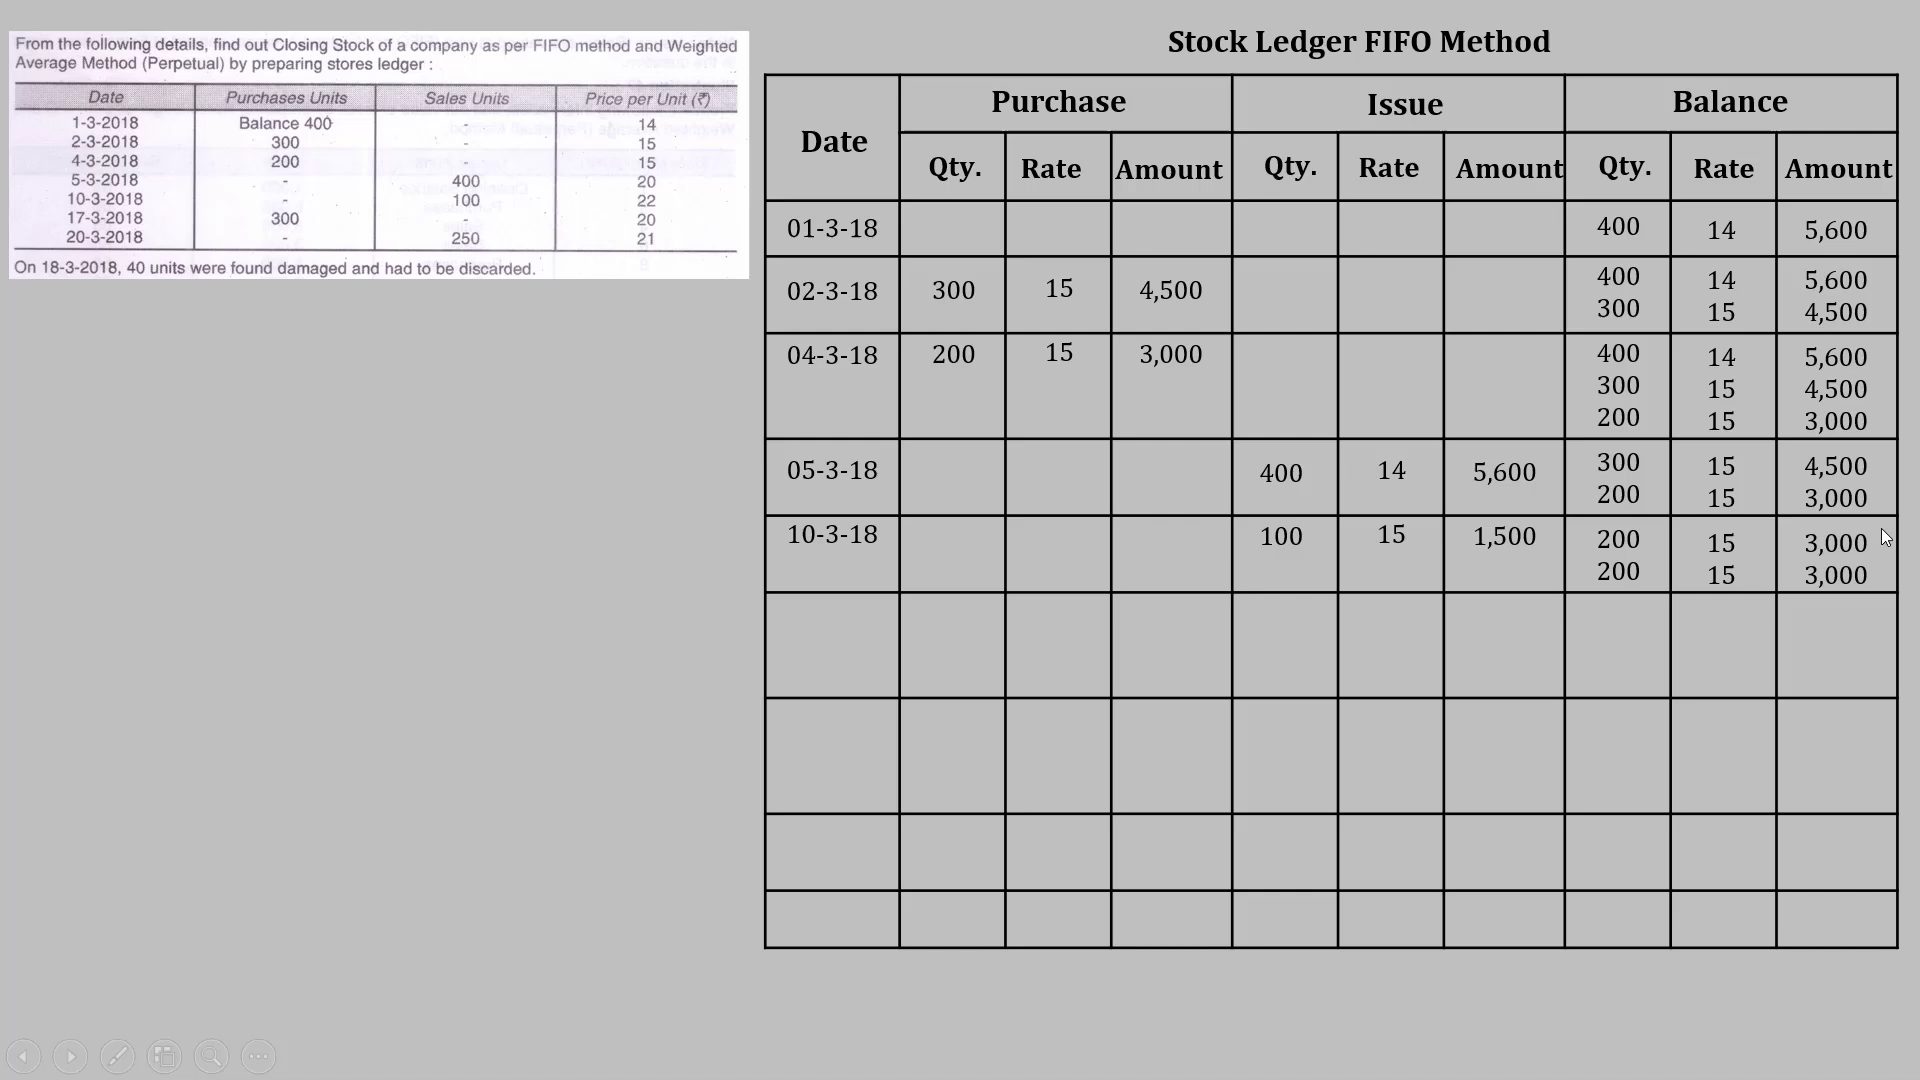 From the following details, find out Closing Stock of a company as per FIFO method and Weighted
Average Method (Perpetual) by preparing stores ledger :
Date Purchases Units Sales Units Price per Unit (₹)
1-3-2018 Balance 400 - 14
2-3-2018 300 - 15
4-3-2018 200 - 15
5-3-2018 - 400 20
10-3-2018 - 100 22
17-3-2018 300 - 20
20-3-2018 - 250 21
On 18-3-2018, 40 units were found damaged and had to be discarded.
Stock Ledger FIFO Method
Date Purchase Issue Balance
Qty. Rate Amount Qty. Rate Amount Qty. Rate Amount
01-3-18 400 14 5,600
02-3-18 300 15 4,500 400 14 5,600
300 15 4,500
04-3-18 200 15 3,000 400 14 5,600
300 15 4,500
200 15 3,000
05-3-18 400 14 5,600 300 15 4,500
200 15 3,000
10-3-18 100 15 1,500 200 15 3,000
200 15 3,000